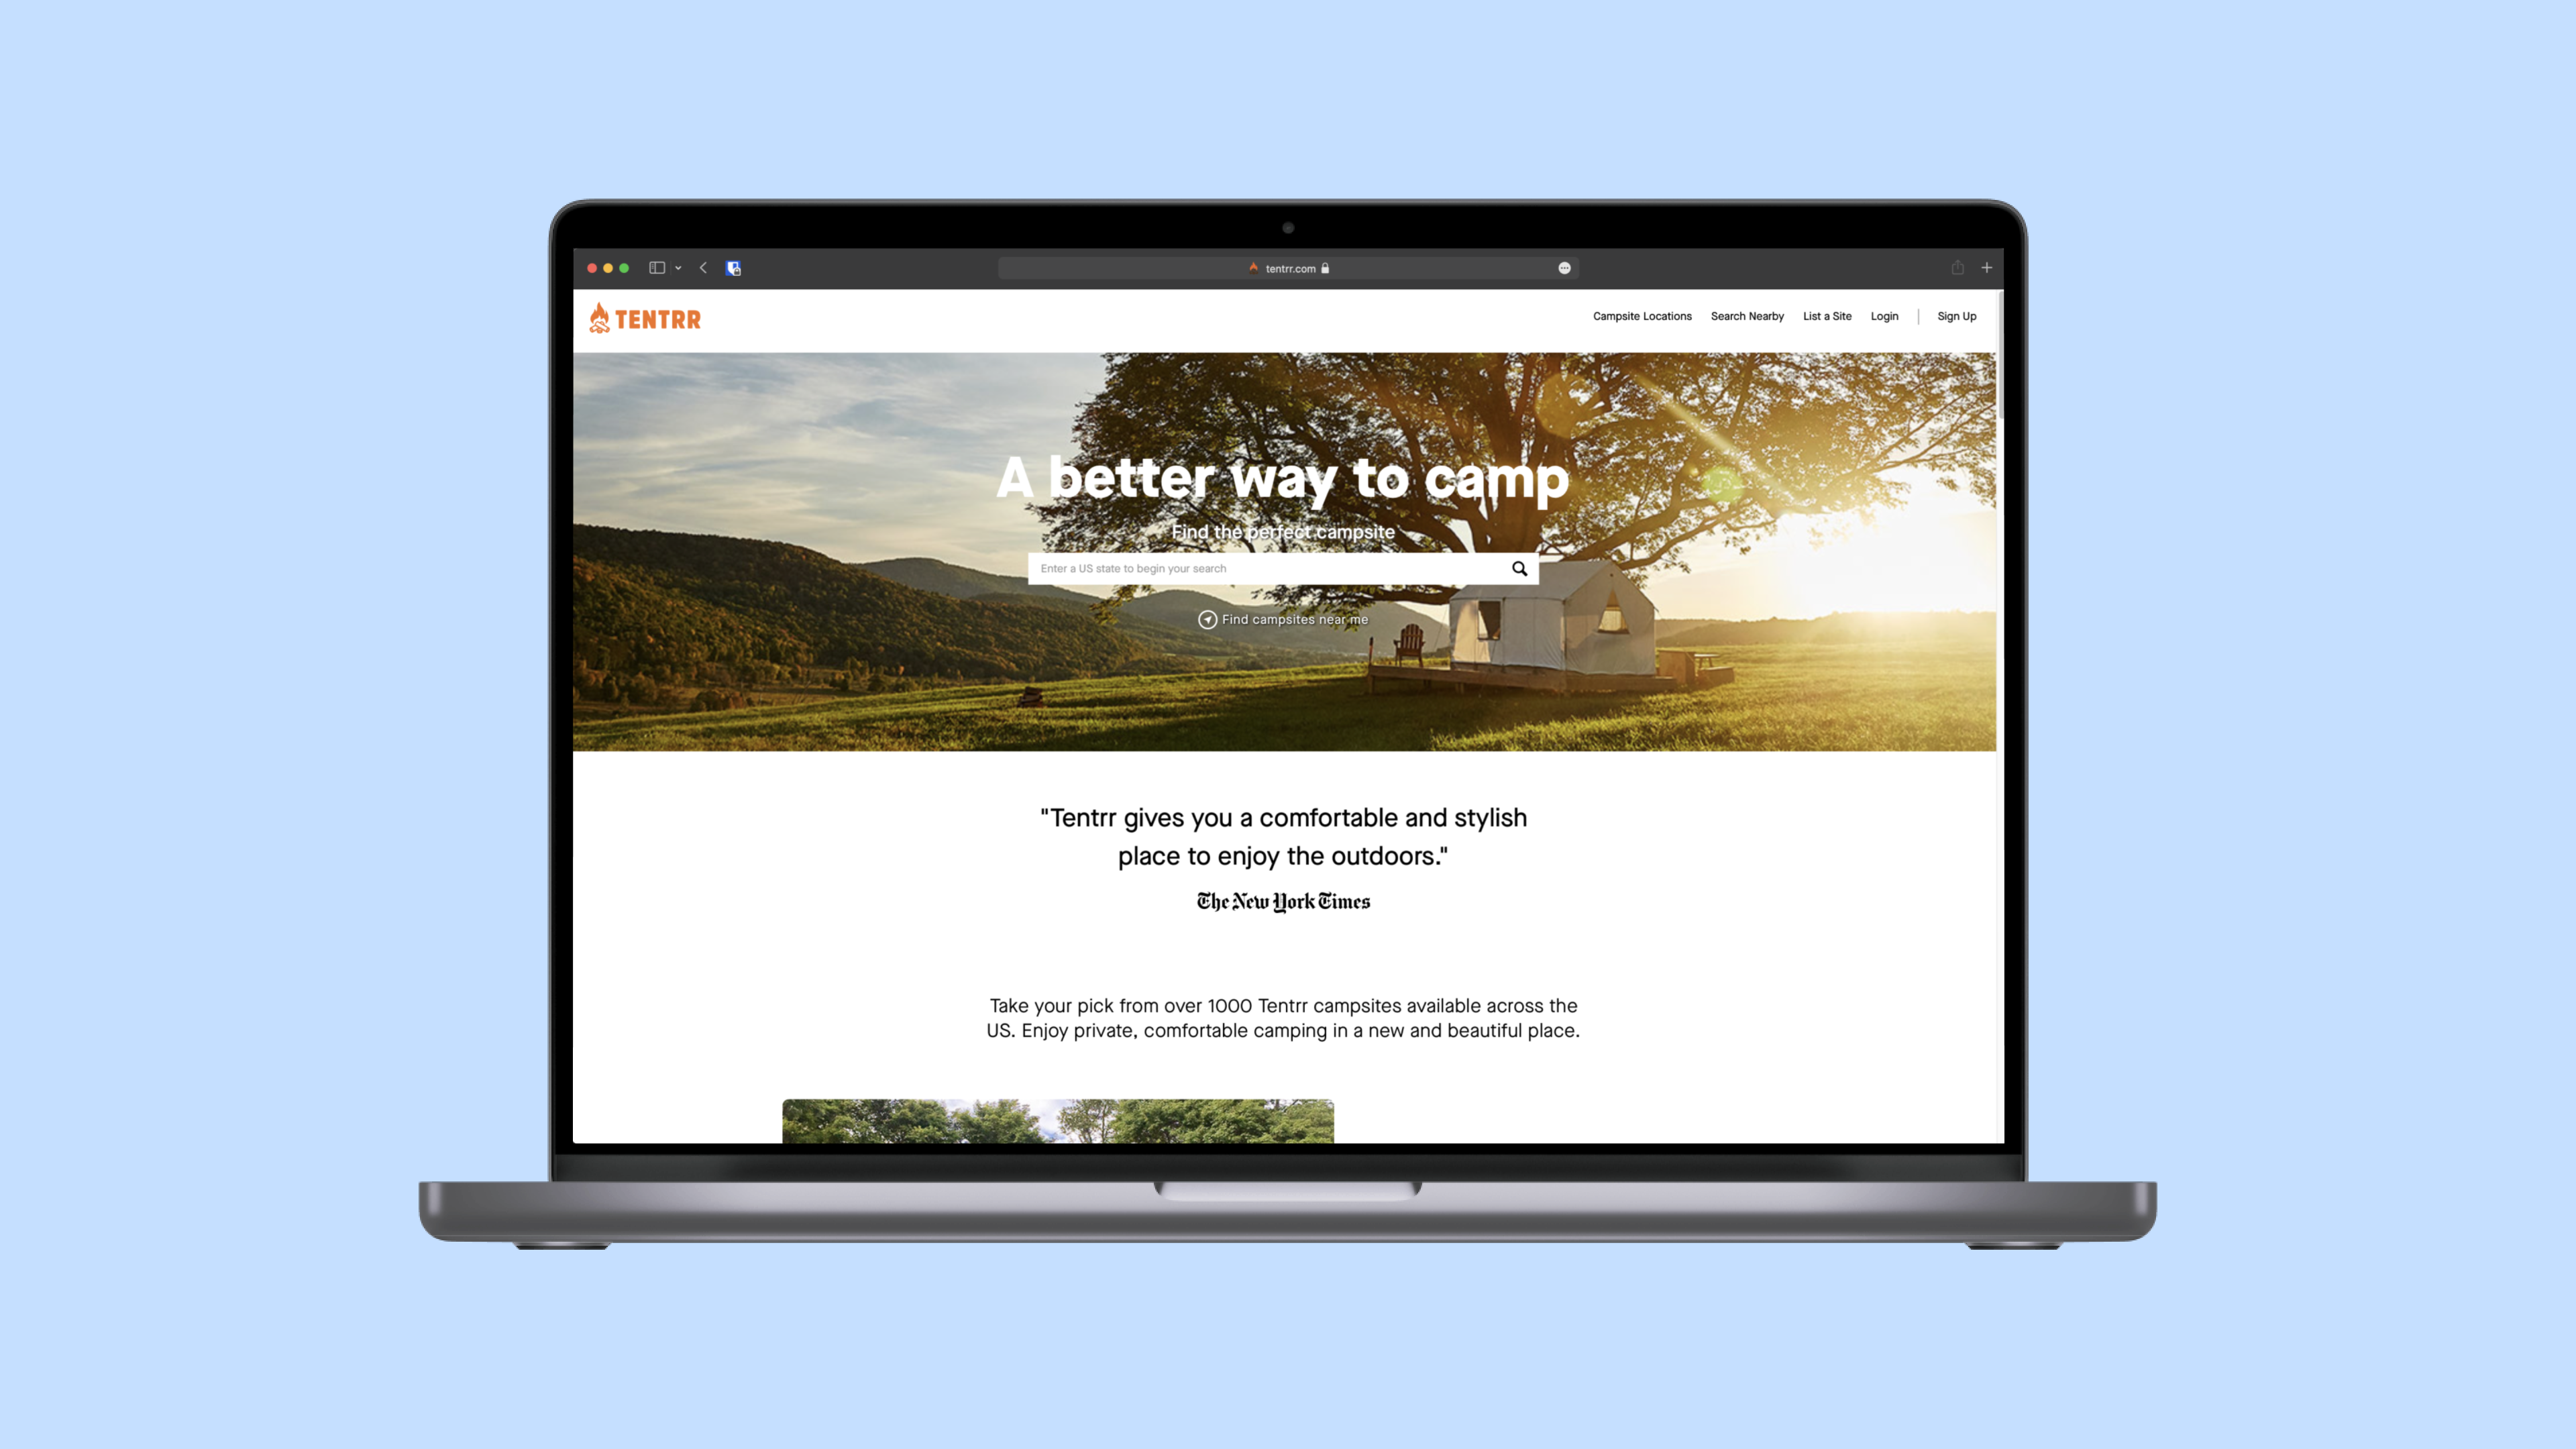 tentrr.com
TENTRR
Campsite Locations
Search Nearby
List a Site
Login
Sign Up
A better way to camp
Find the perfect campsite
Enter a US state to begin your search
Find campsites near me
"Tentrr gives you a comfortable and stylish
place to enjoy the outdoors."
The New York Times
Take your pick from over 1000 Tentrr campsites available across the
US. Enjoy private, comfortable camping in a new and beautiful place.